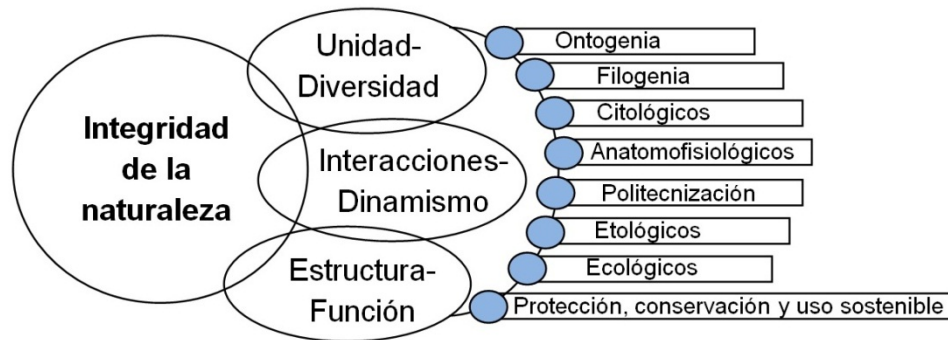 Integridad
de la
naturaleza
Unidad-
Diversidad
Interacciones-
Dinamismo
Estructura-
Función
Ontogenia
Filogenia
Citológicos
Anatomofisiológicos
Politecnización
Etológicos
Ecológicos
Protección, conservación y uso sostenible